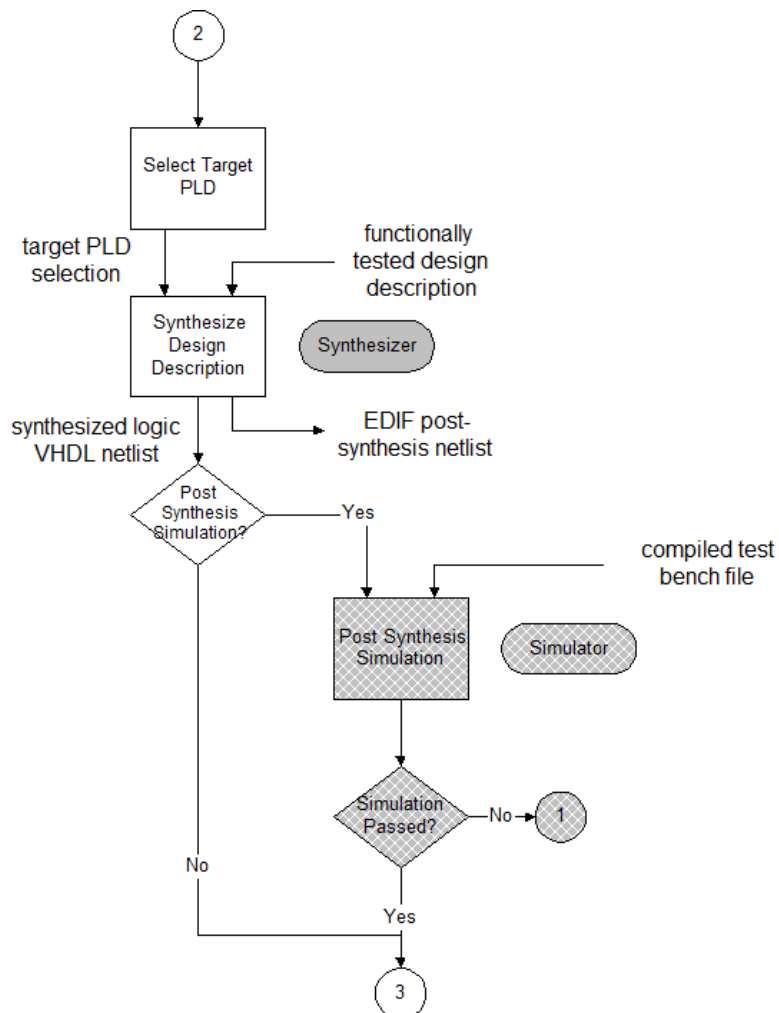 2
Select Target
PLD
target PLD
selection
functionally
tested design
description
Synthesize
Design
Description
Synthesizer
synthesized logic
VHDL netlist
EDIF post-
synthesis netlist
Post
Synthesis
Simulation?
Yes
compiled test
bench file
Post Synthesis
Simulation
Simulator
Simulation
Passed?
No
1
No
Yes
3